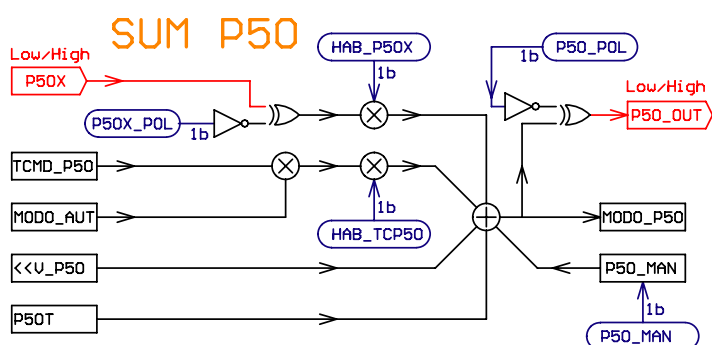 SUM P50
Low/High
P50X
P50X_POL
1b
HAB_P50X
1b
P50_POL
1b
Low/High
P50_OUT
TCMD_P50
MODO_AUT
1b
HAB_TCP50
MODO_P50
<<V_P50
P50_MAN
P50T
1b
P50_MAN